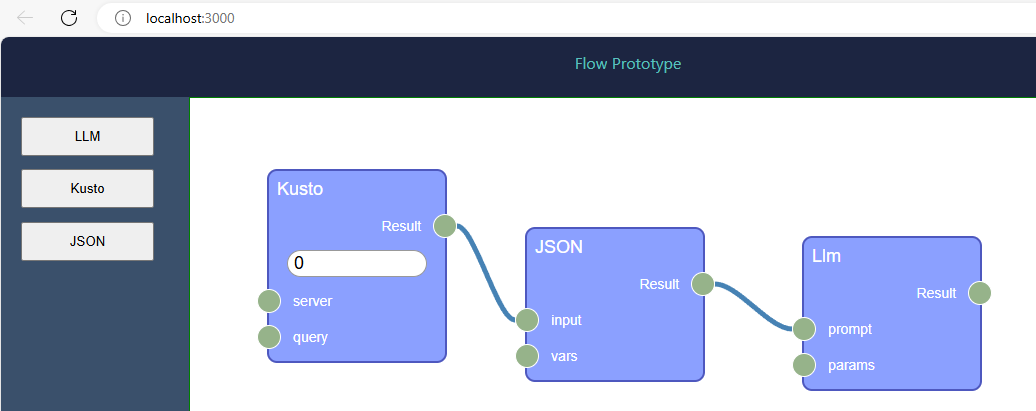 localhost:3000
Flow Prototype
LLM
Kusto
JSON
Kusto
Result
0
server
query
JSON
Result
input
vars
Llm
Result
prompt
params